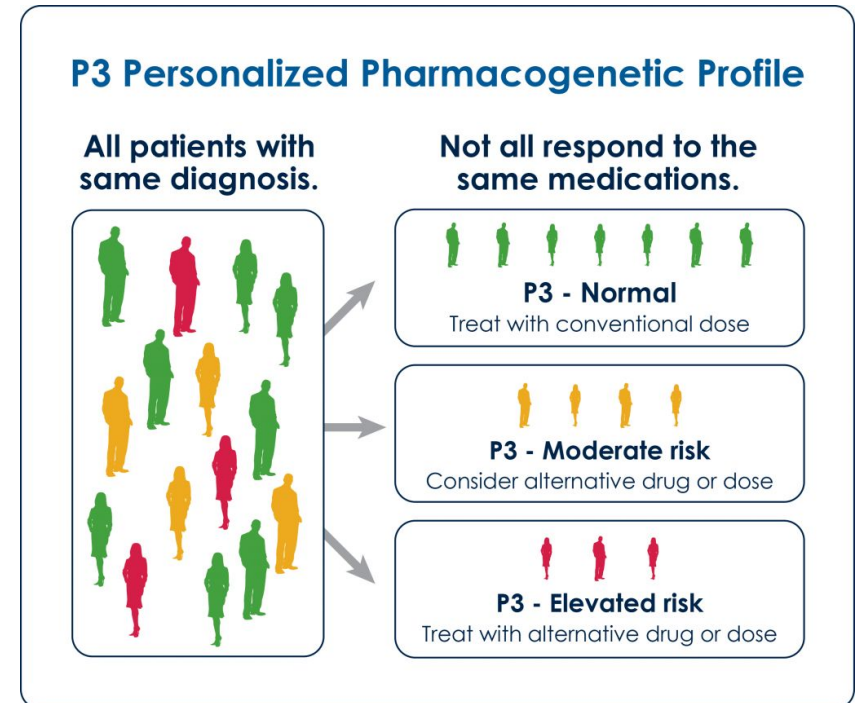 P3 Personalized Pharmacogenetic Profile
All patients with
same diagnosis.
Not all respond to the
same medications.
P3 - Normal
Treat with conventional dose
P3 - Moderate risk
Consider alternative drug or dose
P3 - Elevated risk
Treat with alternative drug or dose